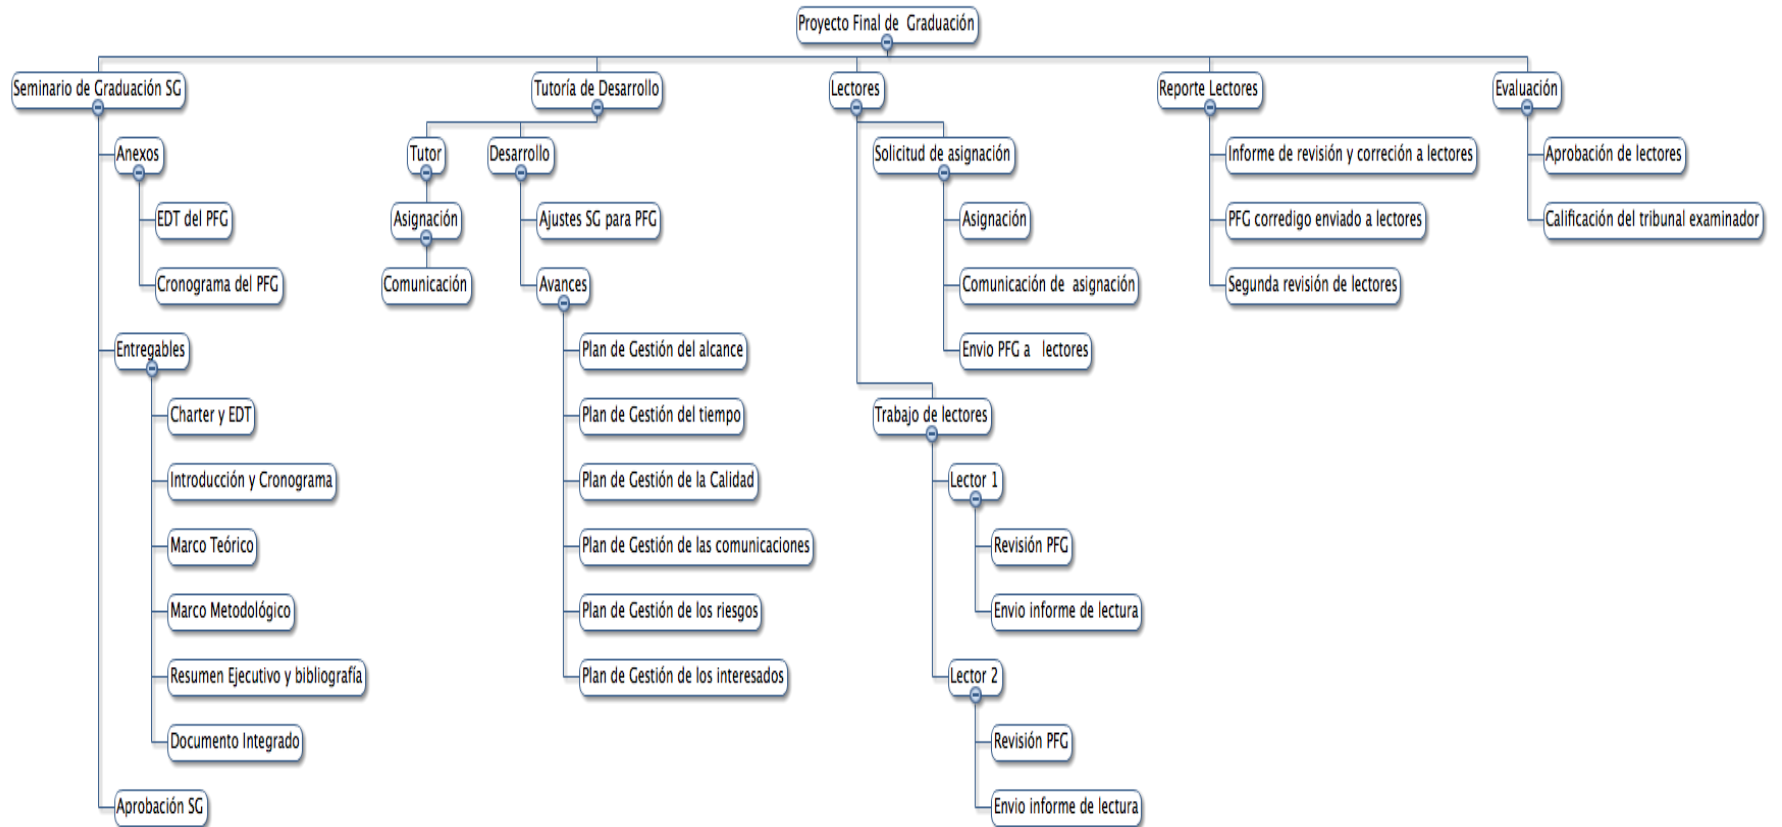 Proyecto Final de  Graduación
Seminario de Graduación SG
Anexos
EDT del PFG
Cronograma del PFG
Entregables
Charter y EDT
Introducción y Cronograma
Marco Teórico
Marco Metodológico
Resumen Ejecutivo y bibliografía
Documento Integrado
Aprobación SG
Tutoría de Desarrollo
Tutor
Asignación
Comunicación
Desarrollo
Ajustes SG para PFG
Avances
Plan de Gestión del alcance
Plan de Gestión del tiempo
Plan de Gestión de la Calidad
Plan de Gestión de las comunicaciones
Plan de Gestión de los riesgos
Plan de Gestión de los interesados
Lectores
Solicitud de asignación
Asignación
Comunicación de  asignación
Envio PFG a   lectores
Trabajo de lectores
Lector 1
Revisión PFG
Envio informe de lectura
Lector 2
Revisión PFG
Envio informe de lectura
Reporte Lectores
Informe de revisión y correción a lectores
PFG corredigo enviado a lectores
Segunda revisión de lectores
Evaluación
Aprobación de lectores
Calificación del tribunal examinador